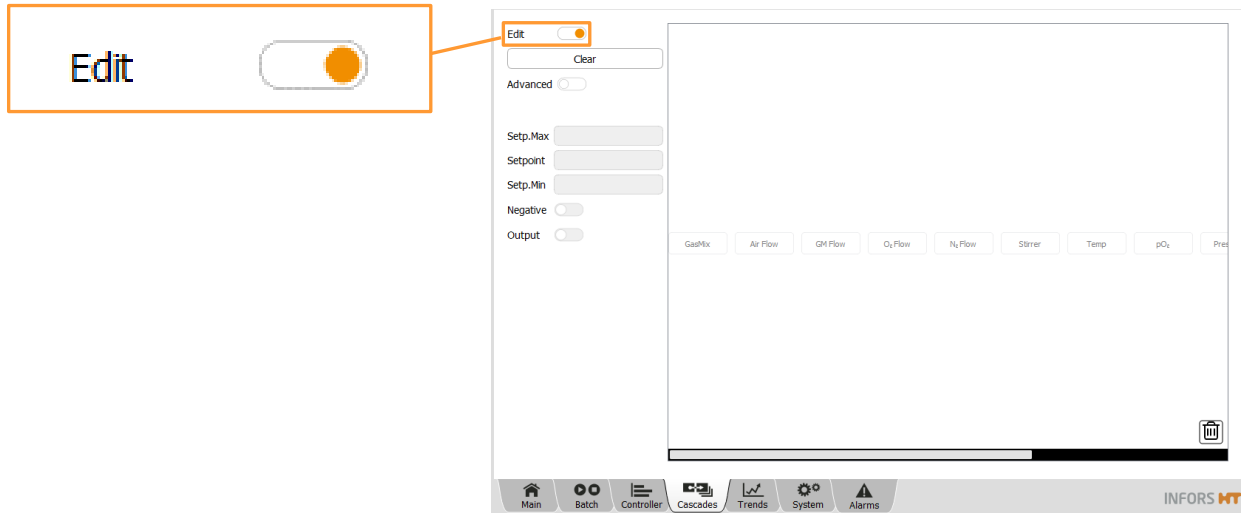 Edit
Edit
Clear
Advanced
Setp.Max
Setpoint
Setp.Min
Negative
Output
GasMix Air Flow GM Flow O₂ Flow N₂ Flow Stirrer Temp pO₂ Pres
Main Batch Controller Cascades Trends System Alarms
INFORS HT